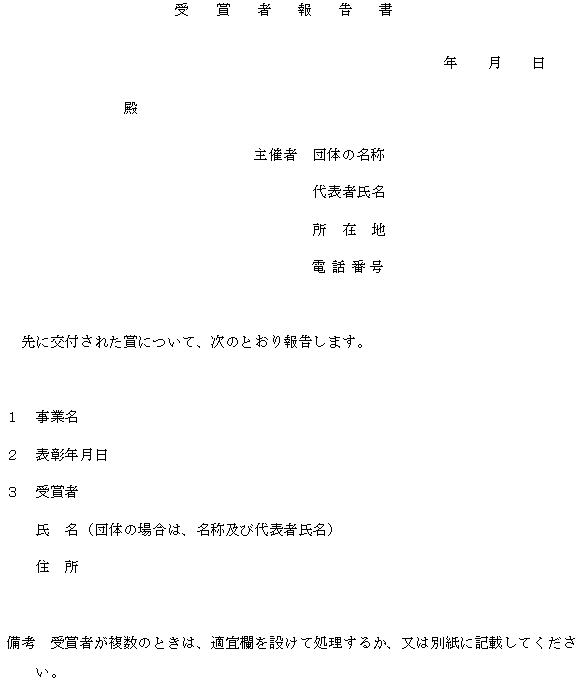 受　賞　者　報　告　書
年　　月　　日
殿
主催者　団体の名称
代表者氏名
所　在　地
電 話 番 号
先に交付された賞について、次のとおり報告します。
１　事業名
２　表彰年月日
３　受賞者
氏　名（団体の場合は、名称及び代表者氏名）
住　所
備考　受賞者が複数のときは、適宜欄を設けて処理するか、又は別紙に記載してくださ
い。